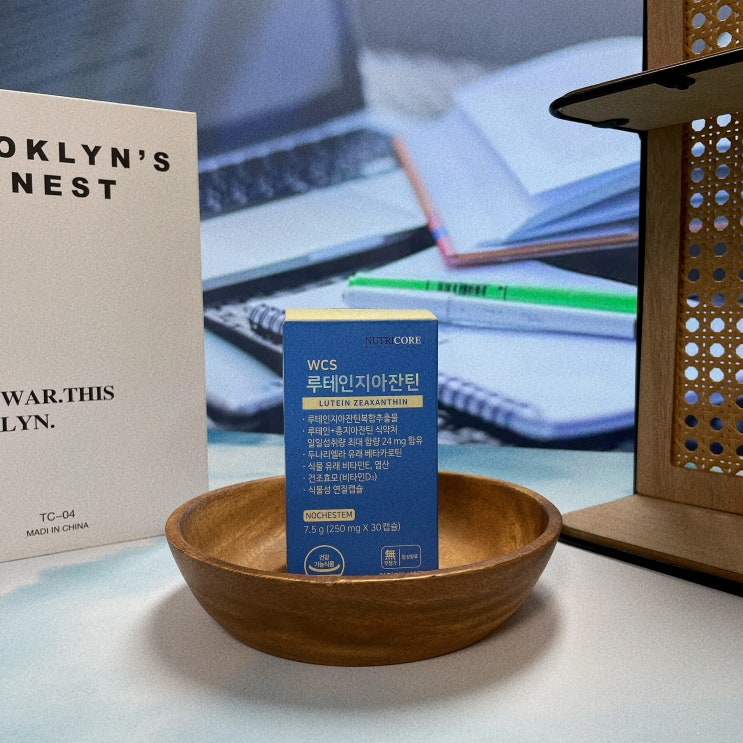 OKLYN'S
NEST
WAR.THIS
LYN.
TC-04
MADE IN CHINA
NUTRICORE
WCS
루테인지아잔틴
LUTEIN ZEAXANTHIN
· 루테인지아잔틴복합추출물
· 루테인+총지아잔틴 식약처
일일섭취량 최대 함량 24 mg 함유
· 두나리엘라 유래 베타카로틴
· 식물 유래 비타민E, 엽산
· 건조효모(비타민D₃)
· 식물성 연질캡슐
NOCHESTEM
7.5 g (250 mg X 30 캡슐)
건강
기능식품
無